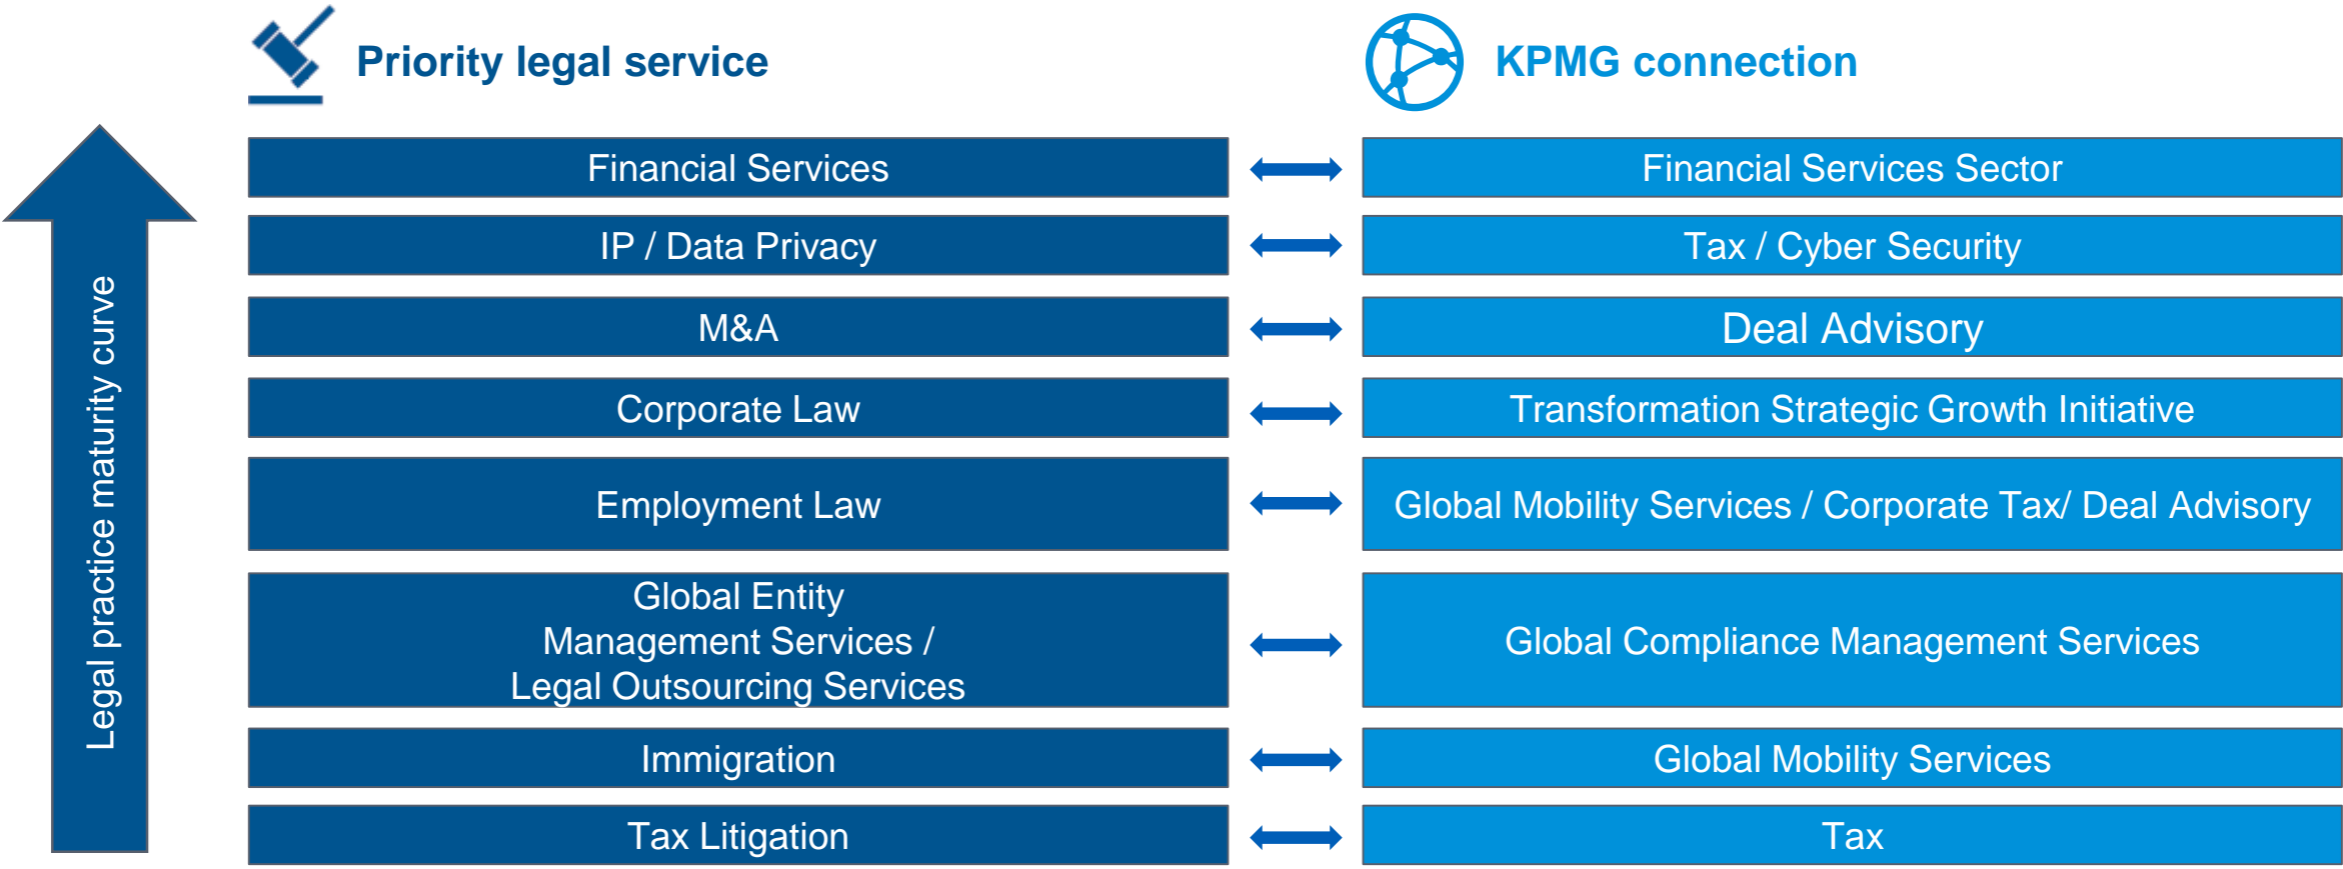 Priority legal service
KPMG connection
Legal practice maturity curve
Financial Services
Financial Services Sector
IP / Data Privacy
Tax / Cyber Security
M&A
Deal Advisory
Corporate Law
Transformation Strategic Growth Initiative
Employment Law
Global Mobility Services / Corporate Tax/ Deal Advisory
Global Entity
Management Services /
Legal Outsourcing Services
Global Compliance Management Services
Immigration
Global Mobility Services
Tax Litigation
Tax